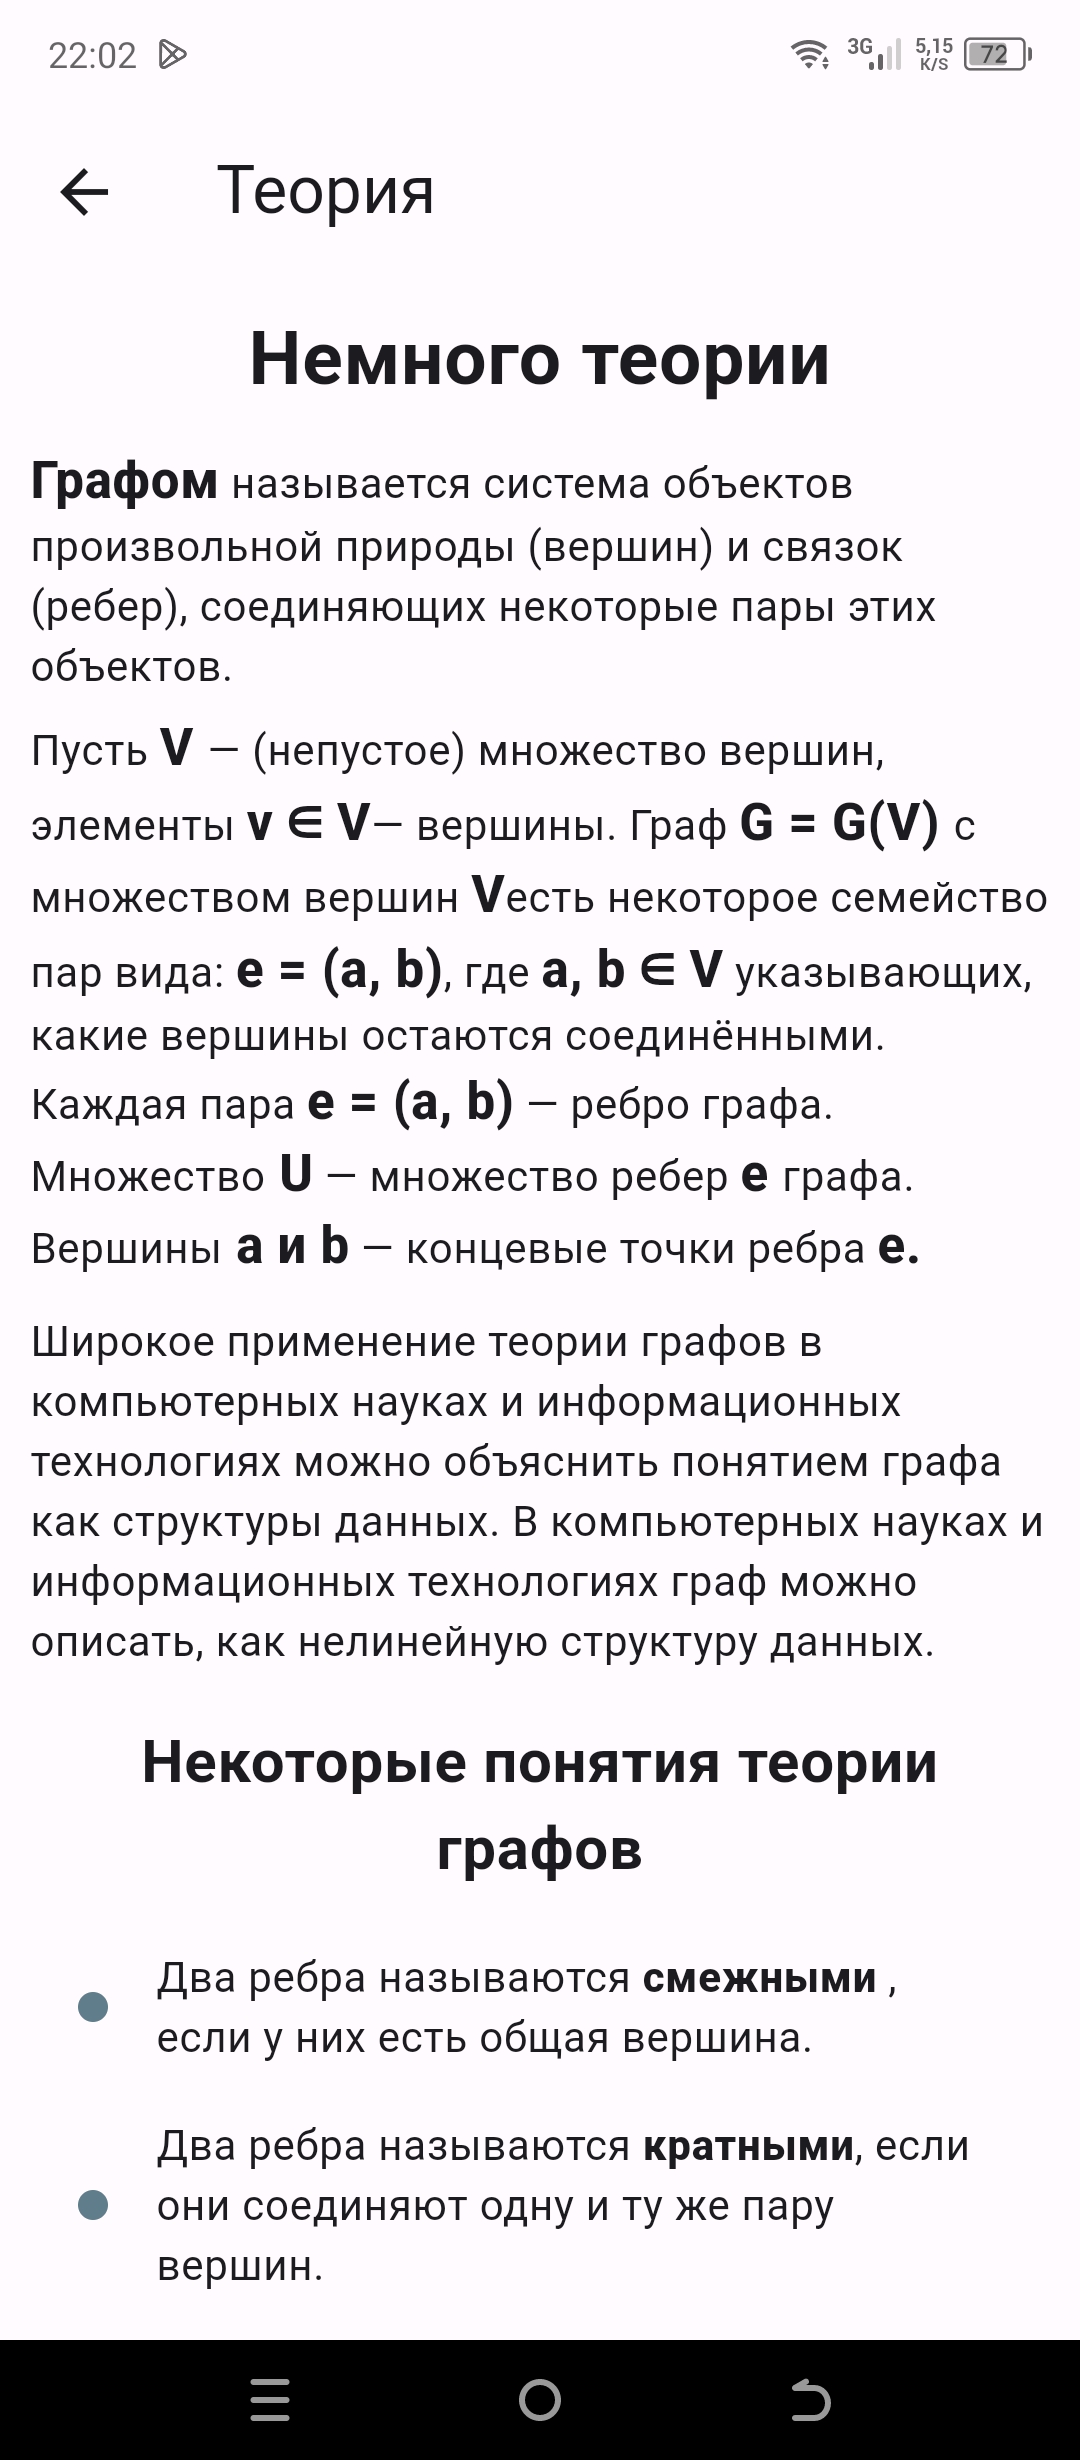 22:02
3G 5,15 K/S 72
Теория
Немного теории
Графом называется система объектов
произвольной природы (вершин) и связок
(ребер), соединяющих некоторые пары этих
объектов.
Пусть V — (непустое) множество вершин,
элементы v ∈ V— вершины. Граф G = G(V) с
множеством вершин Vесть некоторое семейство
пар вида: e = (a, b), где a, b ∈ V указывающих,
какие вершины остаются соединёнными.
Каждая пара e = (a, b) — ребро графа.
Множество U — множество ребер e графа.
Вершины a и b — концевые точки ребра e.
Широкое применение теории графов в
компьютерных науках и информационных
технологиях можно объяснить понятием графа
как структуры данных. В компьютерных науках и
информационных технологиях граф можно
описать, как нелинейную структуру данных.
Некоторые понятия теории
графов
Два ребра называются смежными ,
если у них есть общая вершина.
Два ребра называются кратными, если
они соединяют одну и ту же пару
вершин.